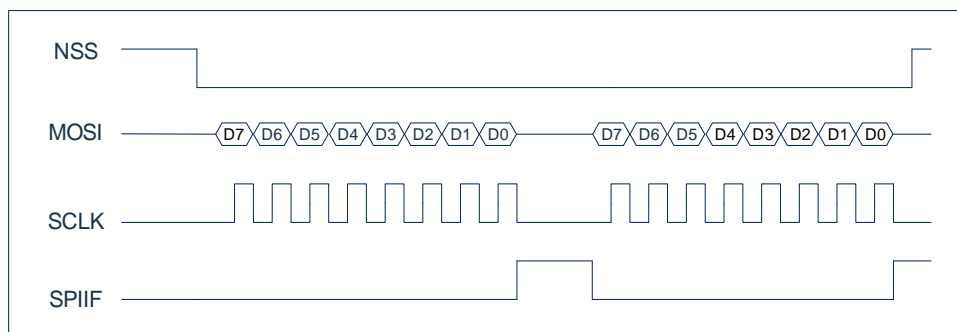 NSS
MOSI D7 D6 D5 D4 D3 D2 D1 D0 D7 D6 D5 D4 D3 D2 D1 D0
SCLK
SPIIF